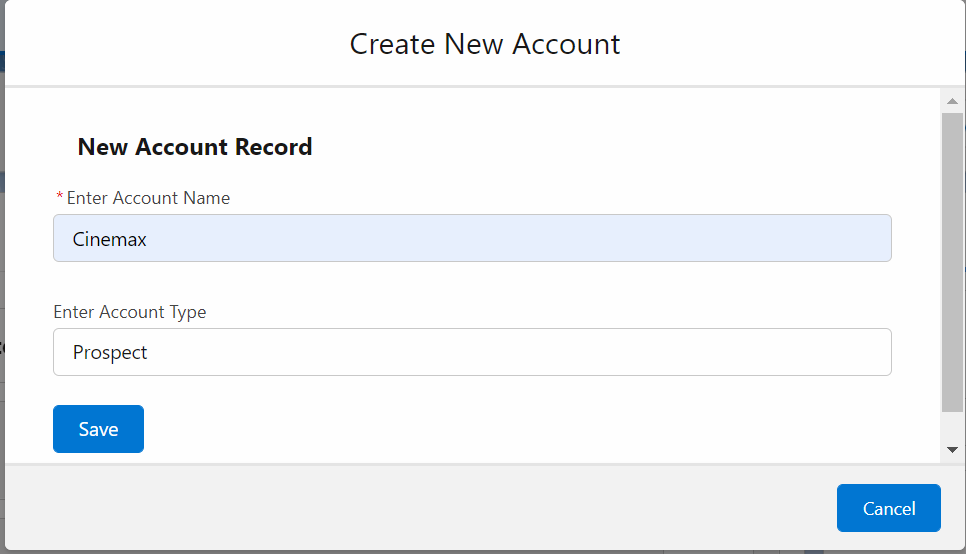 Create New Account
New Account Record
* Enter Account Name
Cinemax
Enter Account Type
Prospect
Save
Cancel